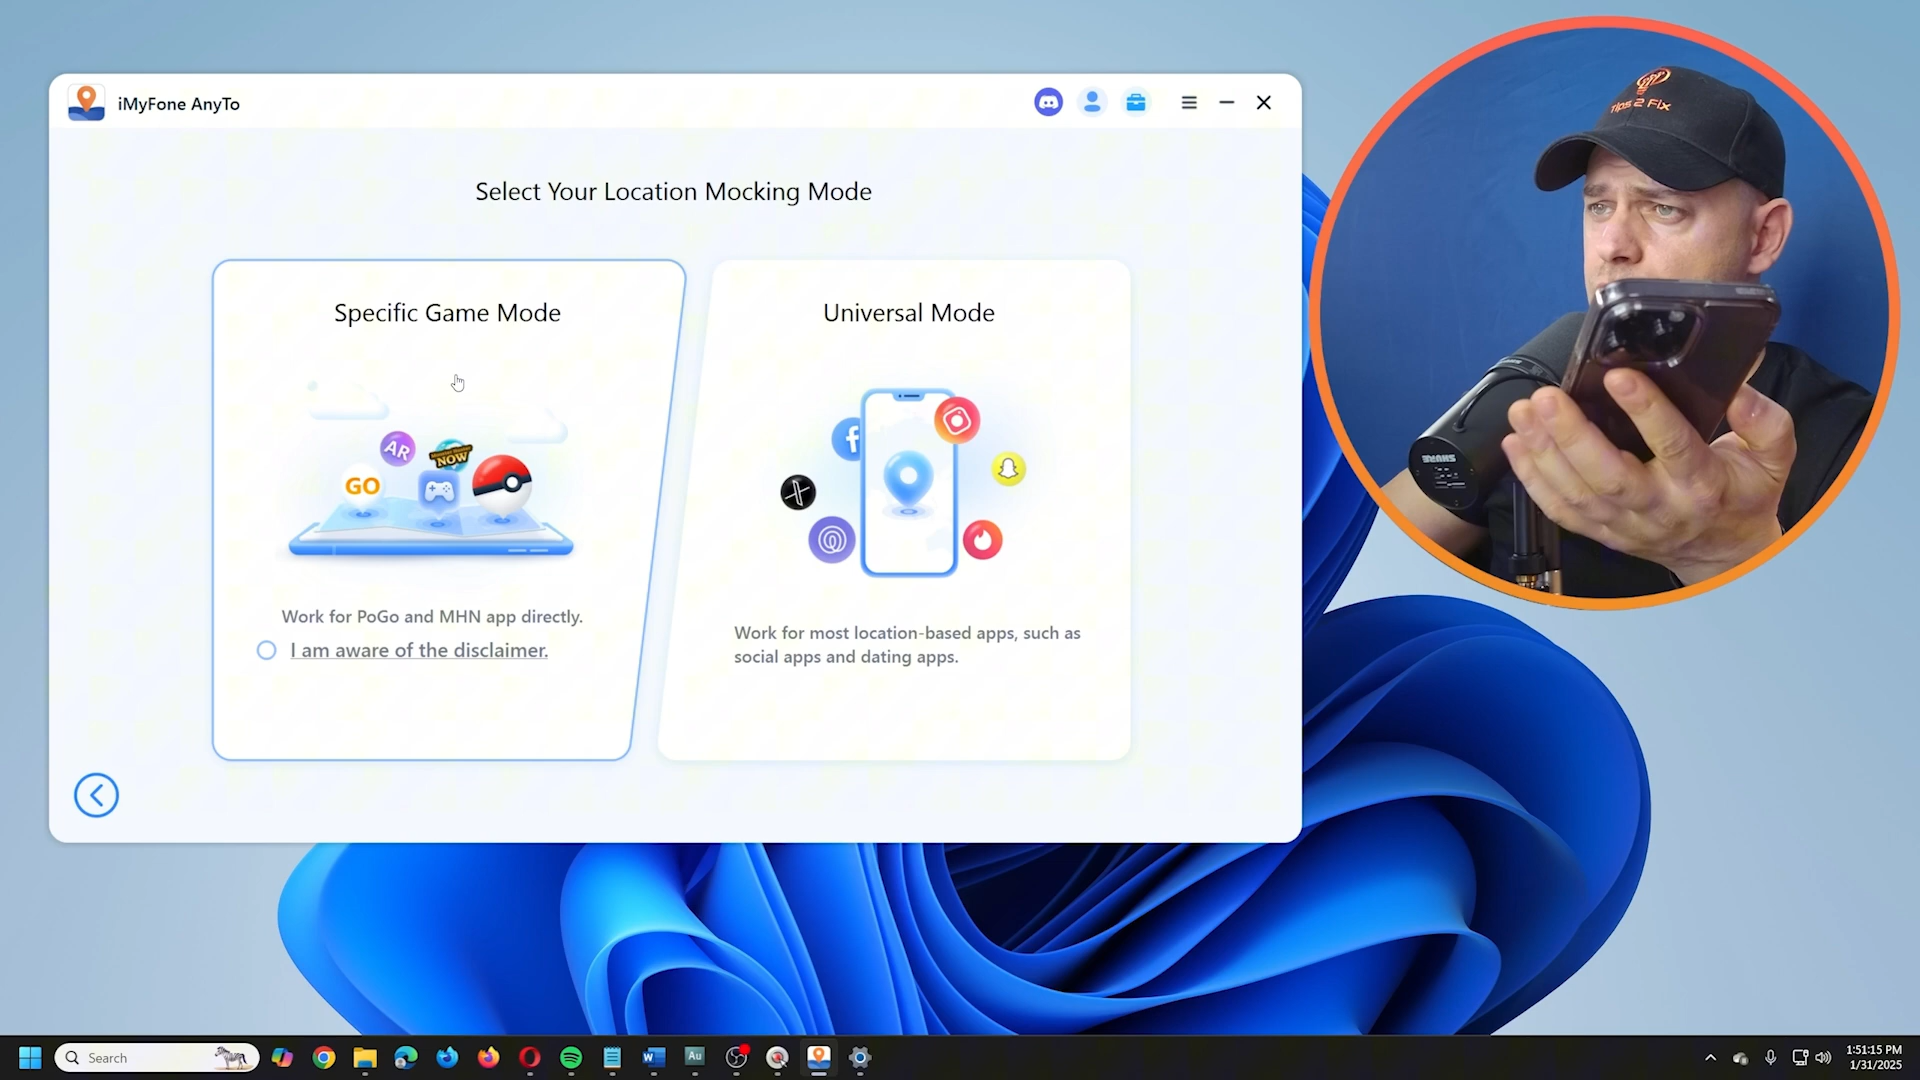 iMyFone AnyTo
Select Your Location Mocking Mode
Specific Game Mode
AR
NOW
GO
Work for PoGo and MHN app directly.
I am aware of the disclaimer.
Universal Mode
Work for most location-based apps, such as
social apps and dating apps.
Tips 2 Fix
SHURE
Search
Au
1:51:15 PM
1/31/2025